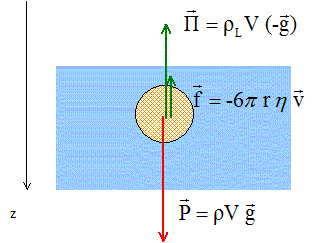 Π⃗ = ρ_L V (-g⃗)
f⃗ = -6π r η v⃗
z
P⃗ = ρV g⃗